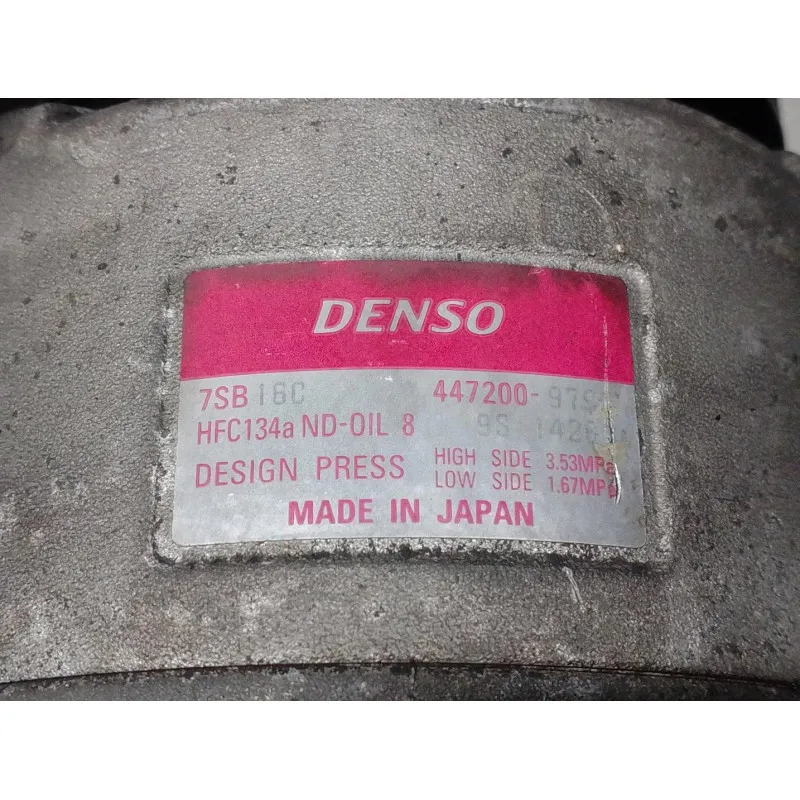 DENSO
7SB16C 447200-
HFC134a ND-OIL 8
DESIGN PRESS HIGH SIDE 3.53MPa
LOW SIDE 1.67MPa
MADE IN JAPAN